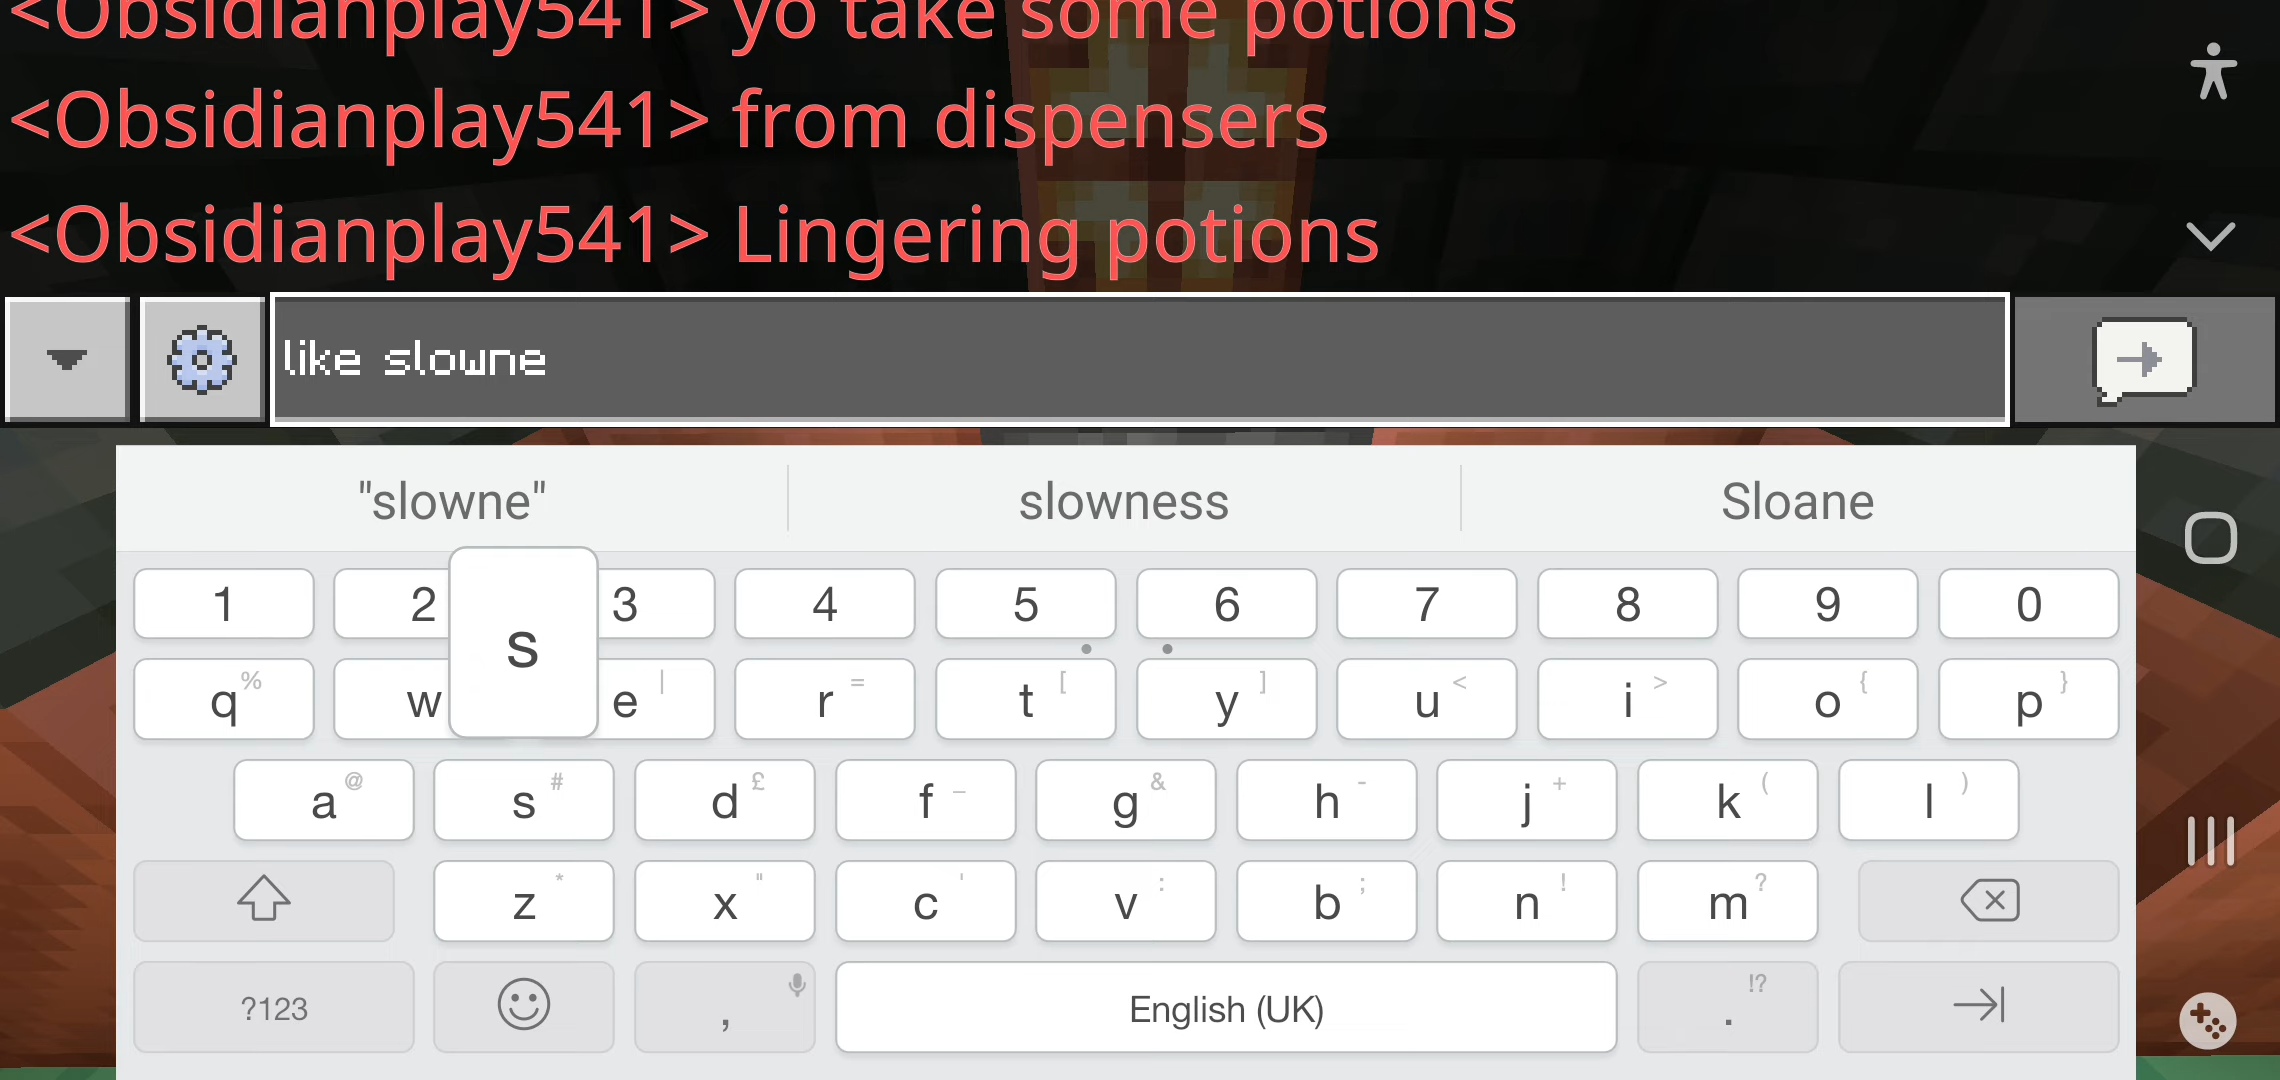 <Obsidianplay541> yo take some potions
<Obsidianplay541> from dispensers
<Obsidianplay541> Lingering potions
like slowne
"slowne" slowness Sloane
1 2 3 4 5 6 7 8 9 0
s
q % w e | r = t [ y ] u < i > o { p }
a @ s # d £ f _ g & h - j + k ( l )
z * x " c ' v : b ; n ! m ?
?123 , English (UK) . !?